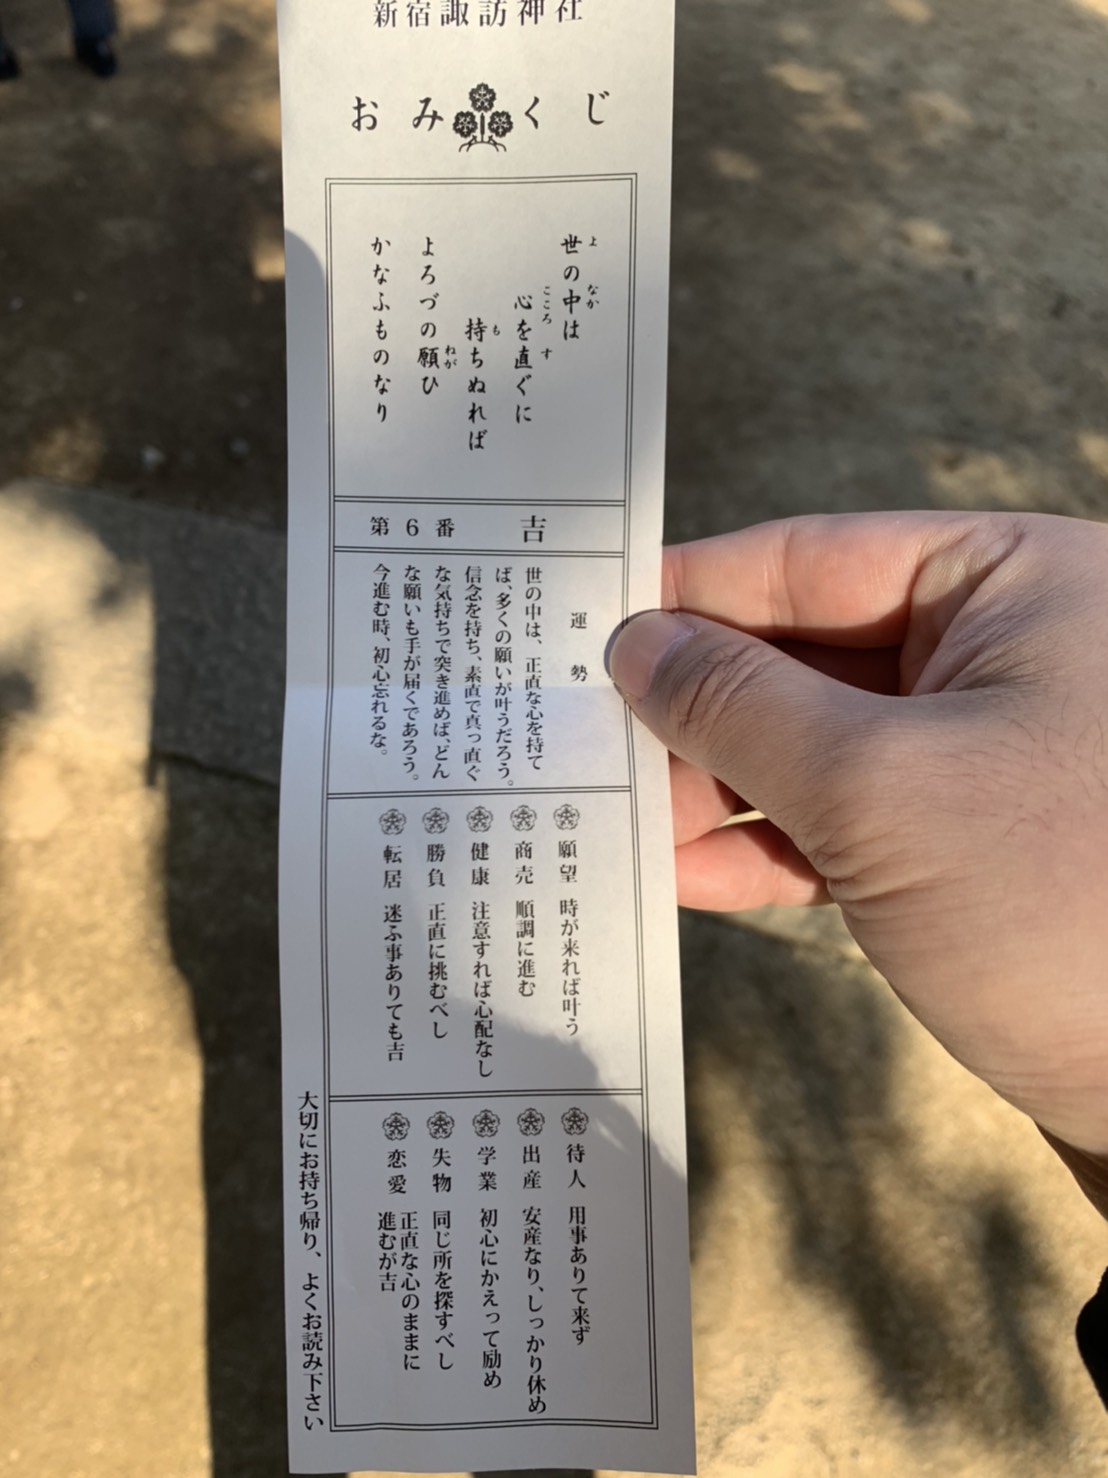 新宿諏訪神社
おみくじ
世の中は
心を直ぐに
持ちぬれば
よろづの願ひ
かなふものなり
第6番 吉
運勢
世の中は、正直な心を持て
ば、多くの願いが叶うだろう。
信念を持ち、素直で真っ直ぐ
な気持ちで突き進めば、どん
な願いも手が届くであろう。
今進む時、初心忘れるな。
願望 時が来れば叶う
商売 順調に進む
健康 注意すれば心配なし
勝負 正直に挑むべし
転居 迷ふ事ありても吉
待人 用事ありて来ず
出産 安産なり、しっかり休め
学業 初心にかえって励め
失物 同じ所を探すべし
恋愛 正直な心のままに
進むが吉
大切にお持ち帰り、よくお読み下さい